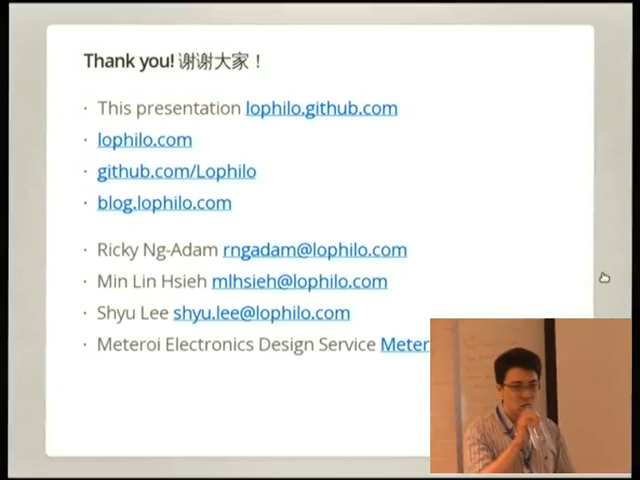 Thank you! 谢谢大家！
· This presentation lophilo.github.com
· lophilo.com
· github.com/Lophilo
· blog.lophilo.com
· Ricky Ng-Adam rngadam@lophilo.com
· Min Lin Hsieh mlhsieh@lophilo.com
· Shyu Lee shyu.lee@lophilo.com
· Meteroi Electronics Design Service Meter